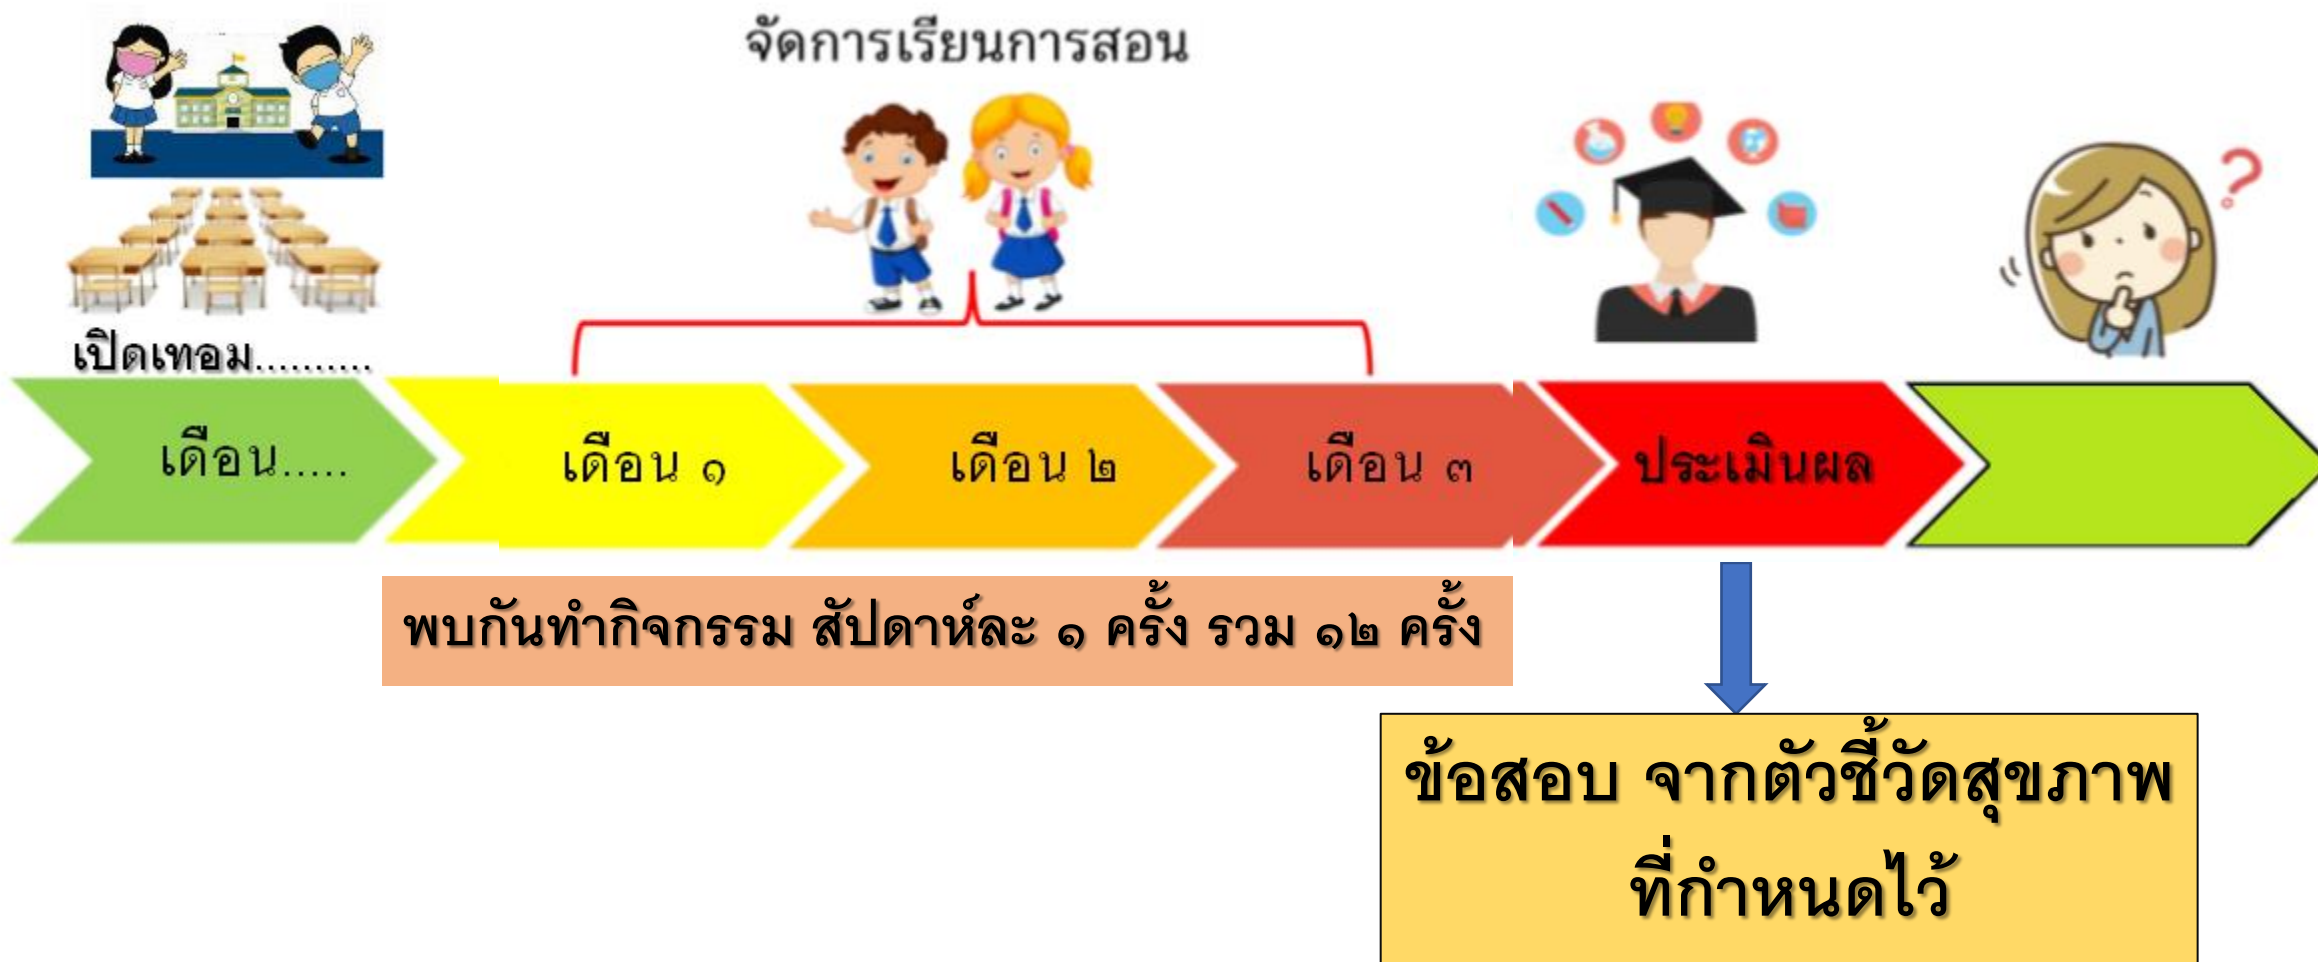 จัดการเรียนการสอน
เปิดเทอม..........
เดือน.....
เดือน ๑
เดือน ๒
เดือน ๓
ประเมินผล
พบกันทำกิจกรรม สัปดาห์ละ ๑ ครั้ง รวม ๑๒ ครั้ง
ข้อสอบ จากตัวชี้วัดสุขภาพ
ที่กำหนดไว้